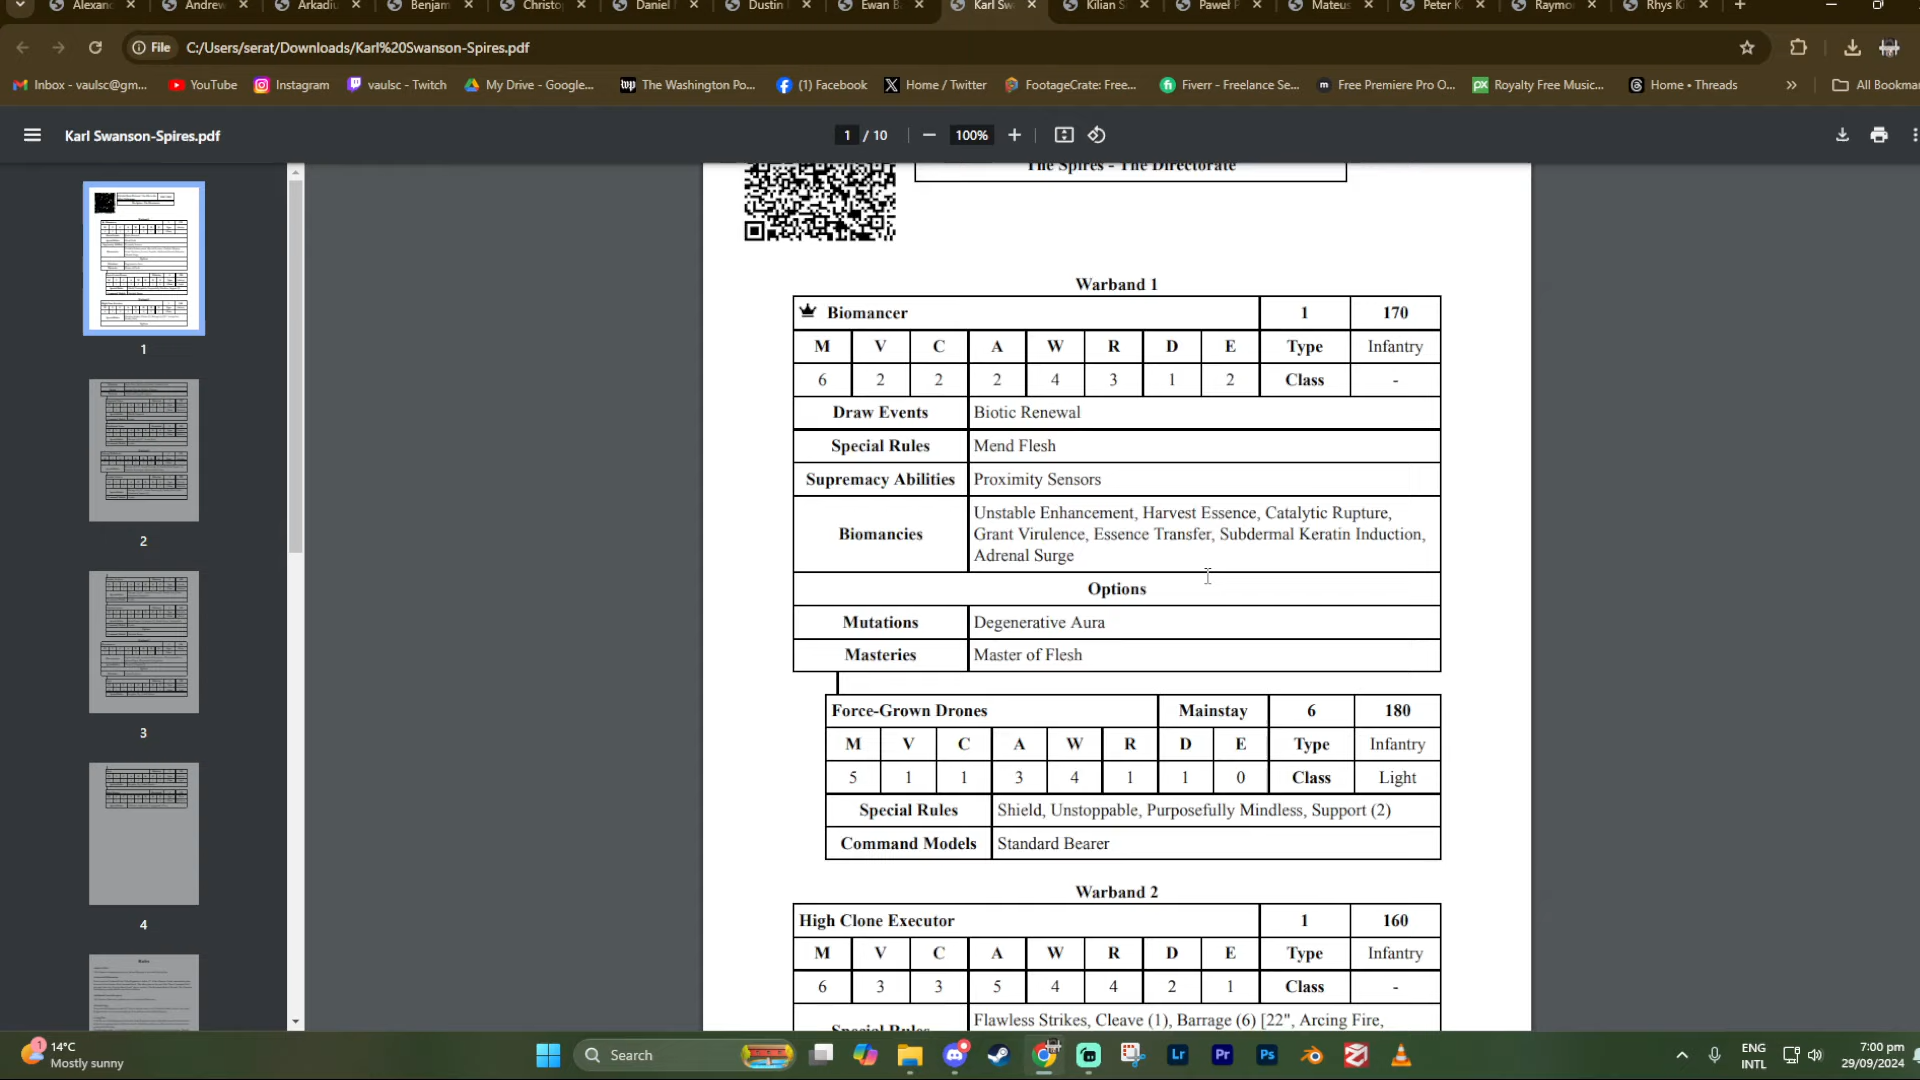 Alexand
Andrew
Arkadiu
Benjam
Christo
Daniel
Dustin
Ewan B
Karl Sw
Kilian S
Pawel P
Mateus
Peter K
Raymo
Rhys Ki
File
C:/Users/serat/Downloads/Karl%20Swanson-Spires.pdf
Inbox - vaulsc@gm...
YouTube
Instagram
vaulsc - Twitch
My Drive - Google...
The Washington Po...
(1) Facebook
Home / Twitter
FootageCrate: Free...
Fiverr - Freelance Se...
Free Premiere Pro O...
Royalty Free Music...
Home • Threads
All Bookma
Karl Swanson-Spires.pdf
1 / 10
100%
1
2
3
4
The Spires - The Directorate
Warband 1
Biomancer 1 170
M V C A W R D E Type Infantry
6 2 2 2 4 3 1 2 Class -
Draw Events Biotic Renewal
Special Rules Mend Flesh
Supremacy Abilities Proximity Sensors
Biomancies Unstable Enhancement, Harvest Essence, Catalytic Rupture,
Grant Virulence, Essence Transfer, Subdermal Keratin Induction,
Adrenal Surge
Options
Mutations Degenerative Aura
Masteries Master of Flesh
Force-Grown Drones Mainstay 6 180
M V C A W R D E Type Infantry
5 1 1 3 4 1 1 0 Class Light
Special Rules Shield, Unstoppable, Purposefully Mindless, Support (2)
Command Models Standard Bearer
Warband 2
High Clone Executor 1 160
M V C A W R D E Type Infantry
6 3 3 5 4 4 2 1 Class -
Special Rules Flawless Strikes, Cleave (1), Barrage (6) [22", Arcing Fire,
1
14°C
Mostly sunny
Search
Lr
Pr
Ps
ENG
INTL
7:00 pm
29/09/2024